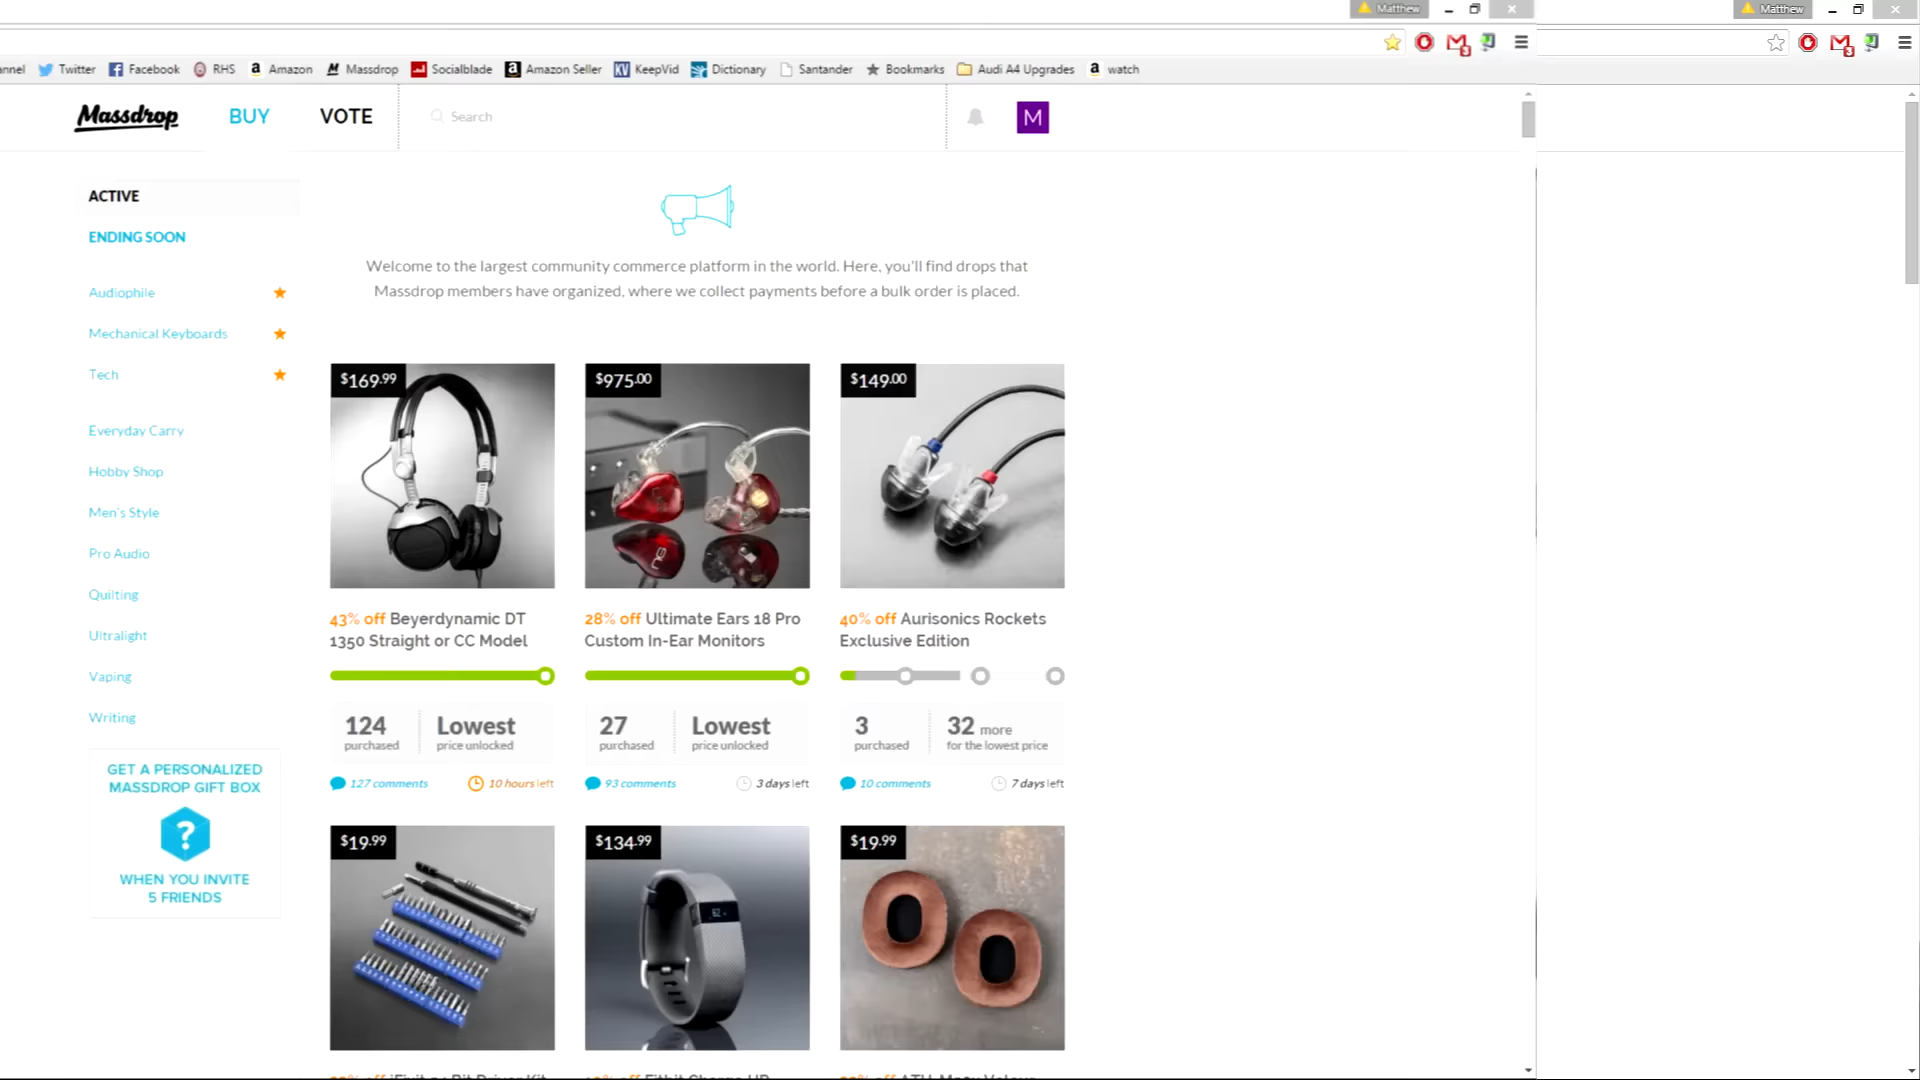 Matthew
Matthew
annel Twitter Facebook RHS Amazon Massdrop Socialblade Amazon Seller KeepVid Dictionary Santander Bookmarks Audi A4 Upgrades watch
Massdrop BUY VOTE Search M
ACTIVE
ENDING SOON
Audiophile
Mechanical Keyboards
Tech
Everyday Carry
Hobby Shop
Men's Style
Pro Audio
Quilting
Ultralight
Vaping
Writing
GET A PERSONALIZED
MASSDROP GIFT BOX
?
WHEN YOU INVITE
5 FRIENDS
Welcome to the largest community commerce platform in the world. Here, you'll find drops that
Massdrop members have organized, where we collect payments before a bulk order is placed.
$169.99
43% off Beyerdynamic DT
1350 Straight or CC Model
124 purchased
Lowest price unlocked
127 comments 10 hours left
$975.00
28% off Ultimate Ears 18 Pro
Custom In-Ear Monitors
27 purchased
Lowest price unlocked
93 comments 3 days left
$149.00
40% off Aurisonics Rockets
Exclusive Edition
3 purchased
32 more for the lowest price
10 comments 7 days left
$19.99
$134.99
$19.99